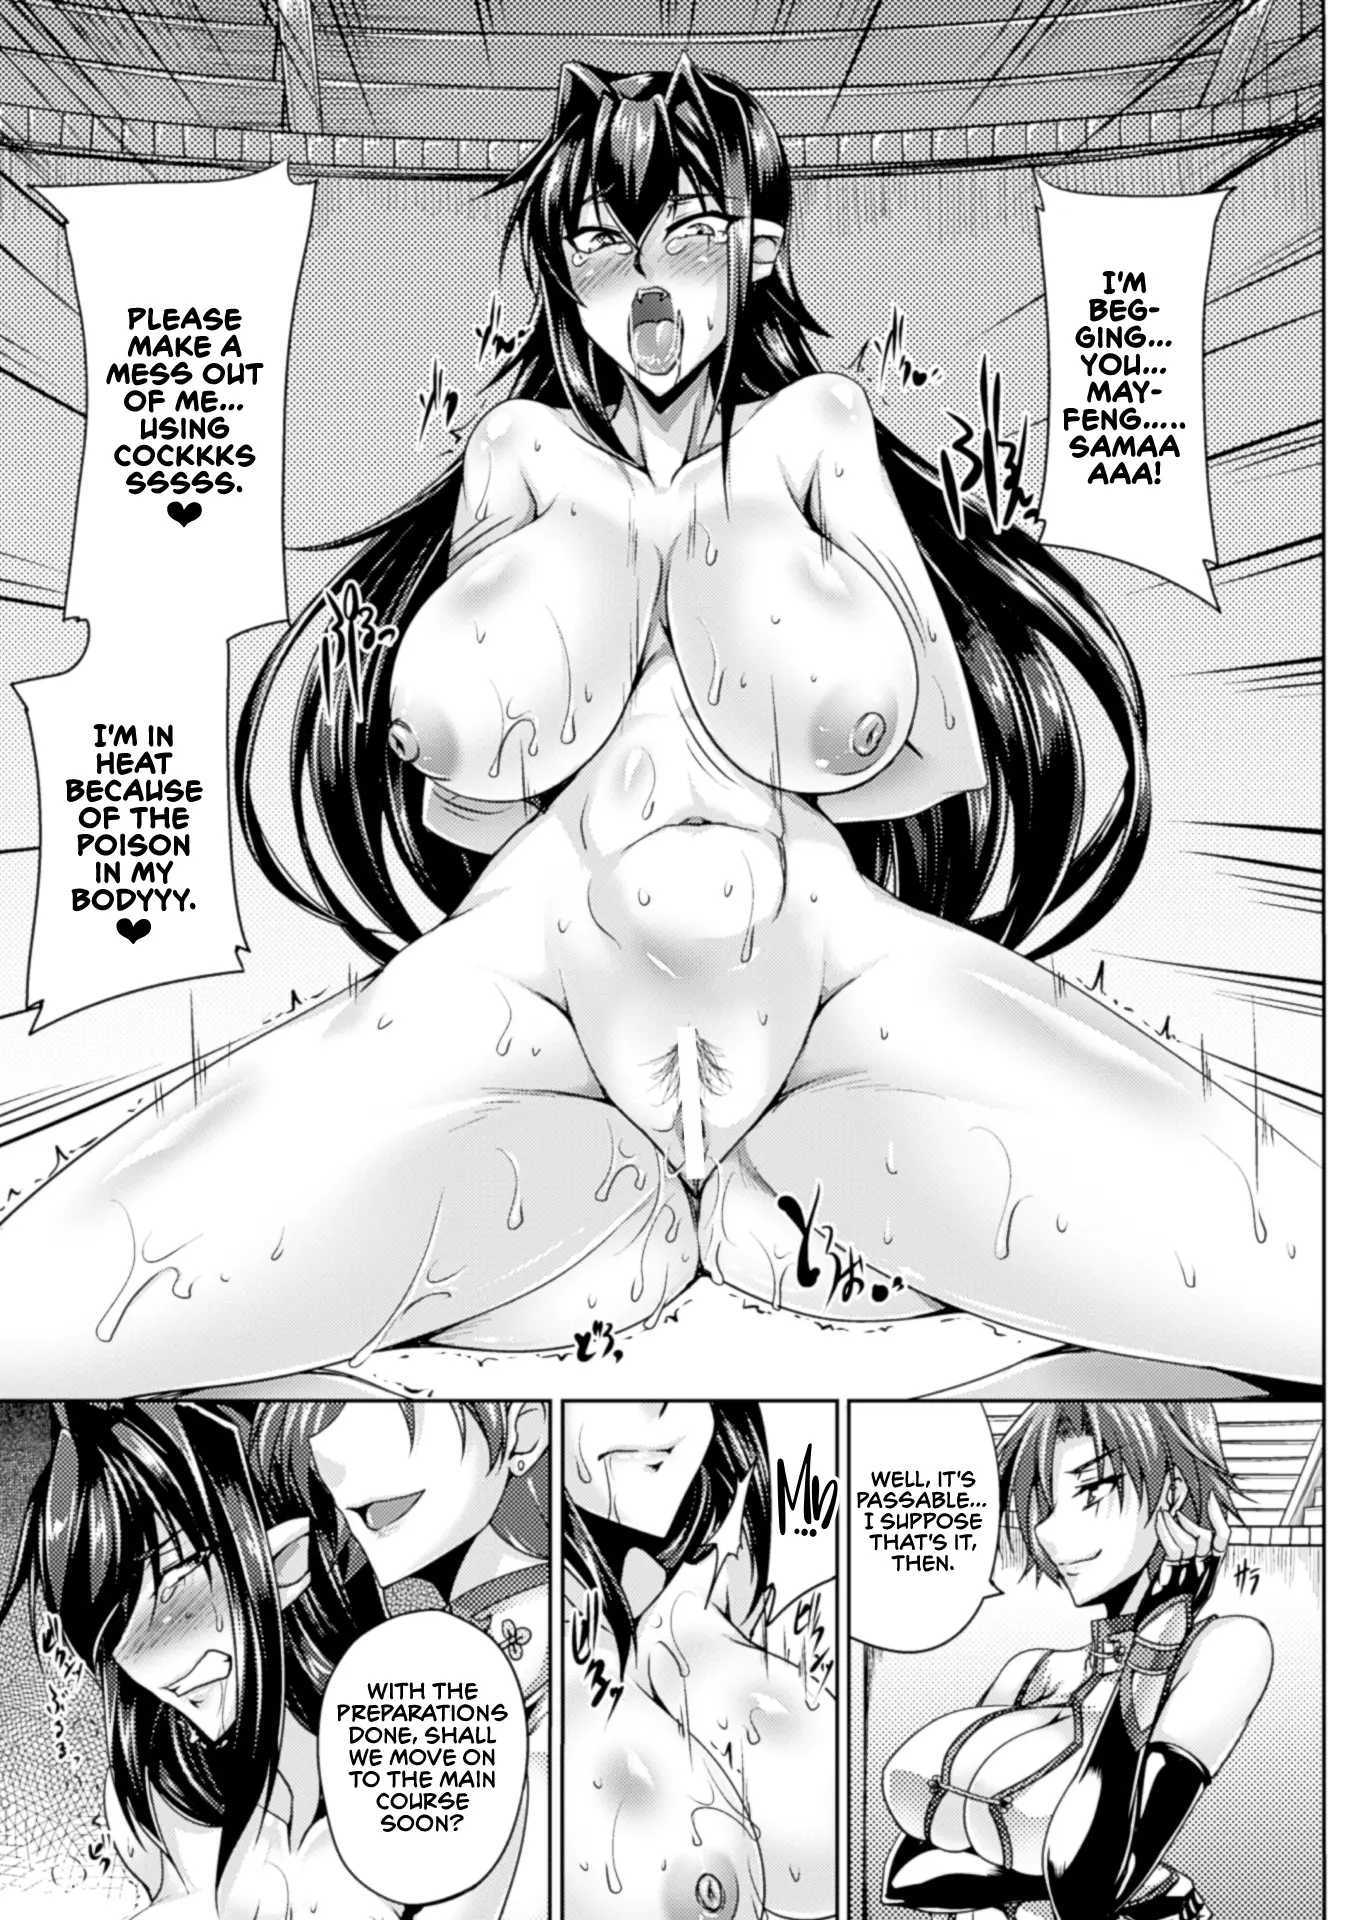 I'M
BEG-
GING...
YOU...
MAY-
FENG.....
SAMAA
AAA!
PLEASE
MAKE A
MESS OUT
OF ME...
USING
COCKKKS
SSSSS.
I'M IN
HEAT
BECAUSE
OF THE
POISON
IN MY
BODYYY.
WELL, IT'S
PASSABLE...
I SUPPOSE
THAT'S IT,
THEN.
WITH THE
PREPARATIONS
DONE, SHALL
WE MOVE ON
TO THE MAIN
COURSE
SOON?